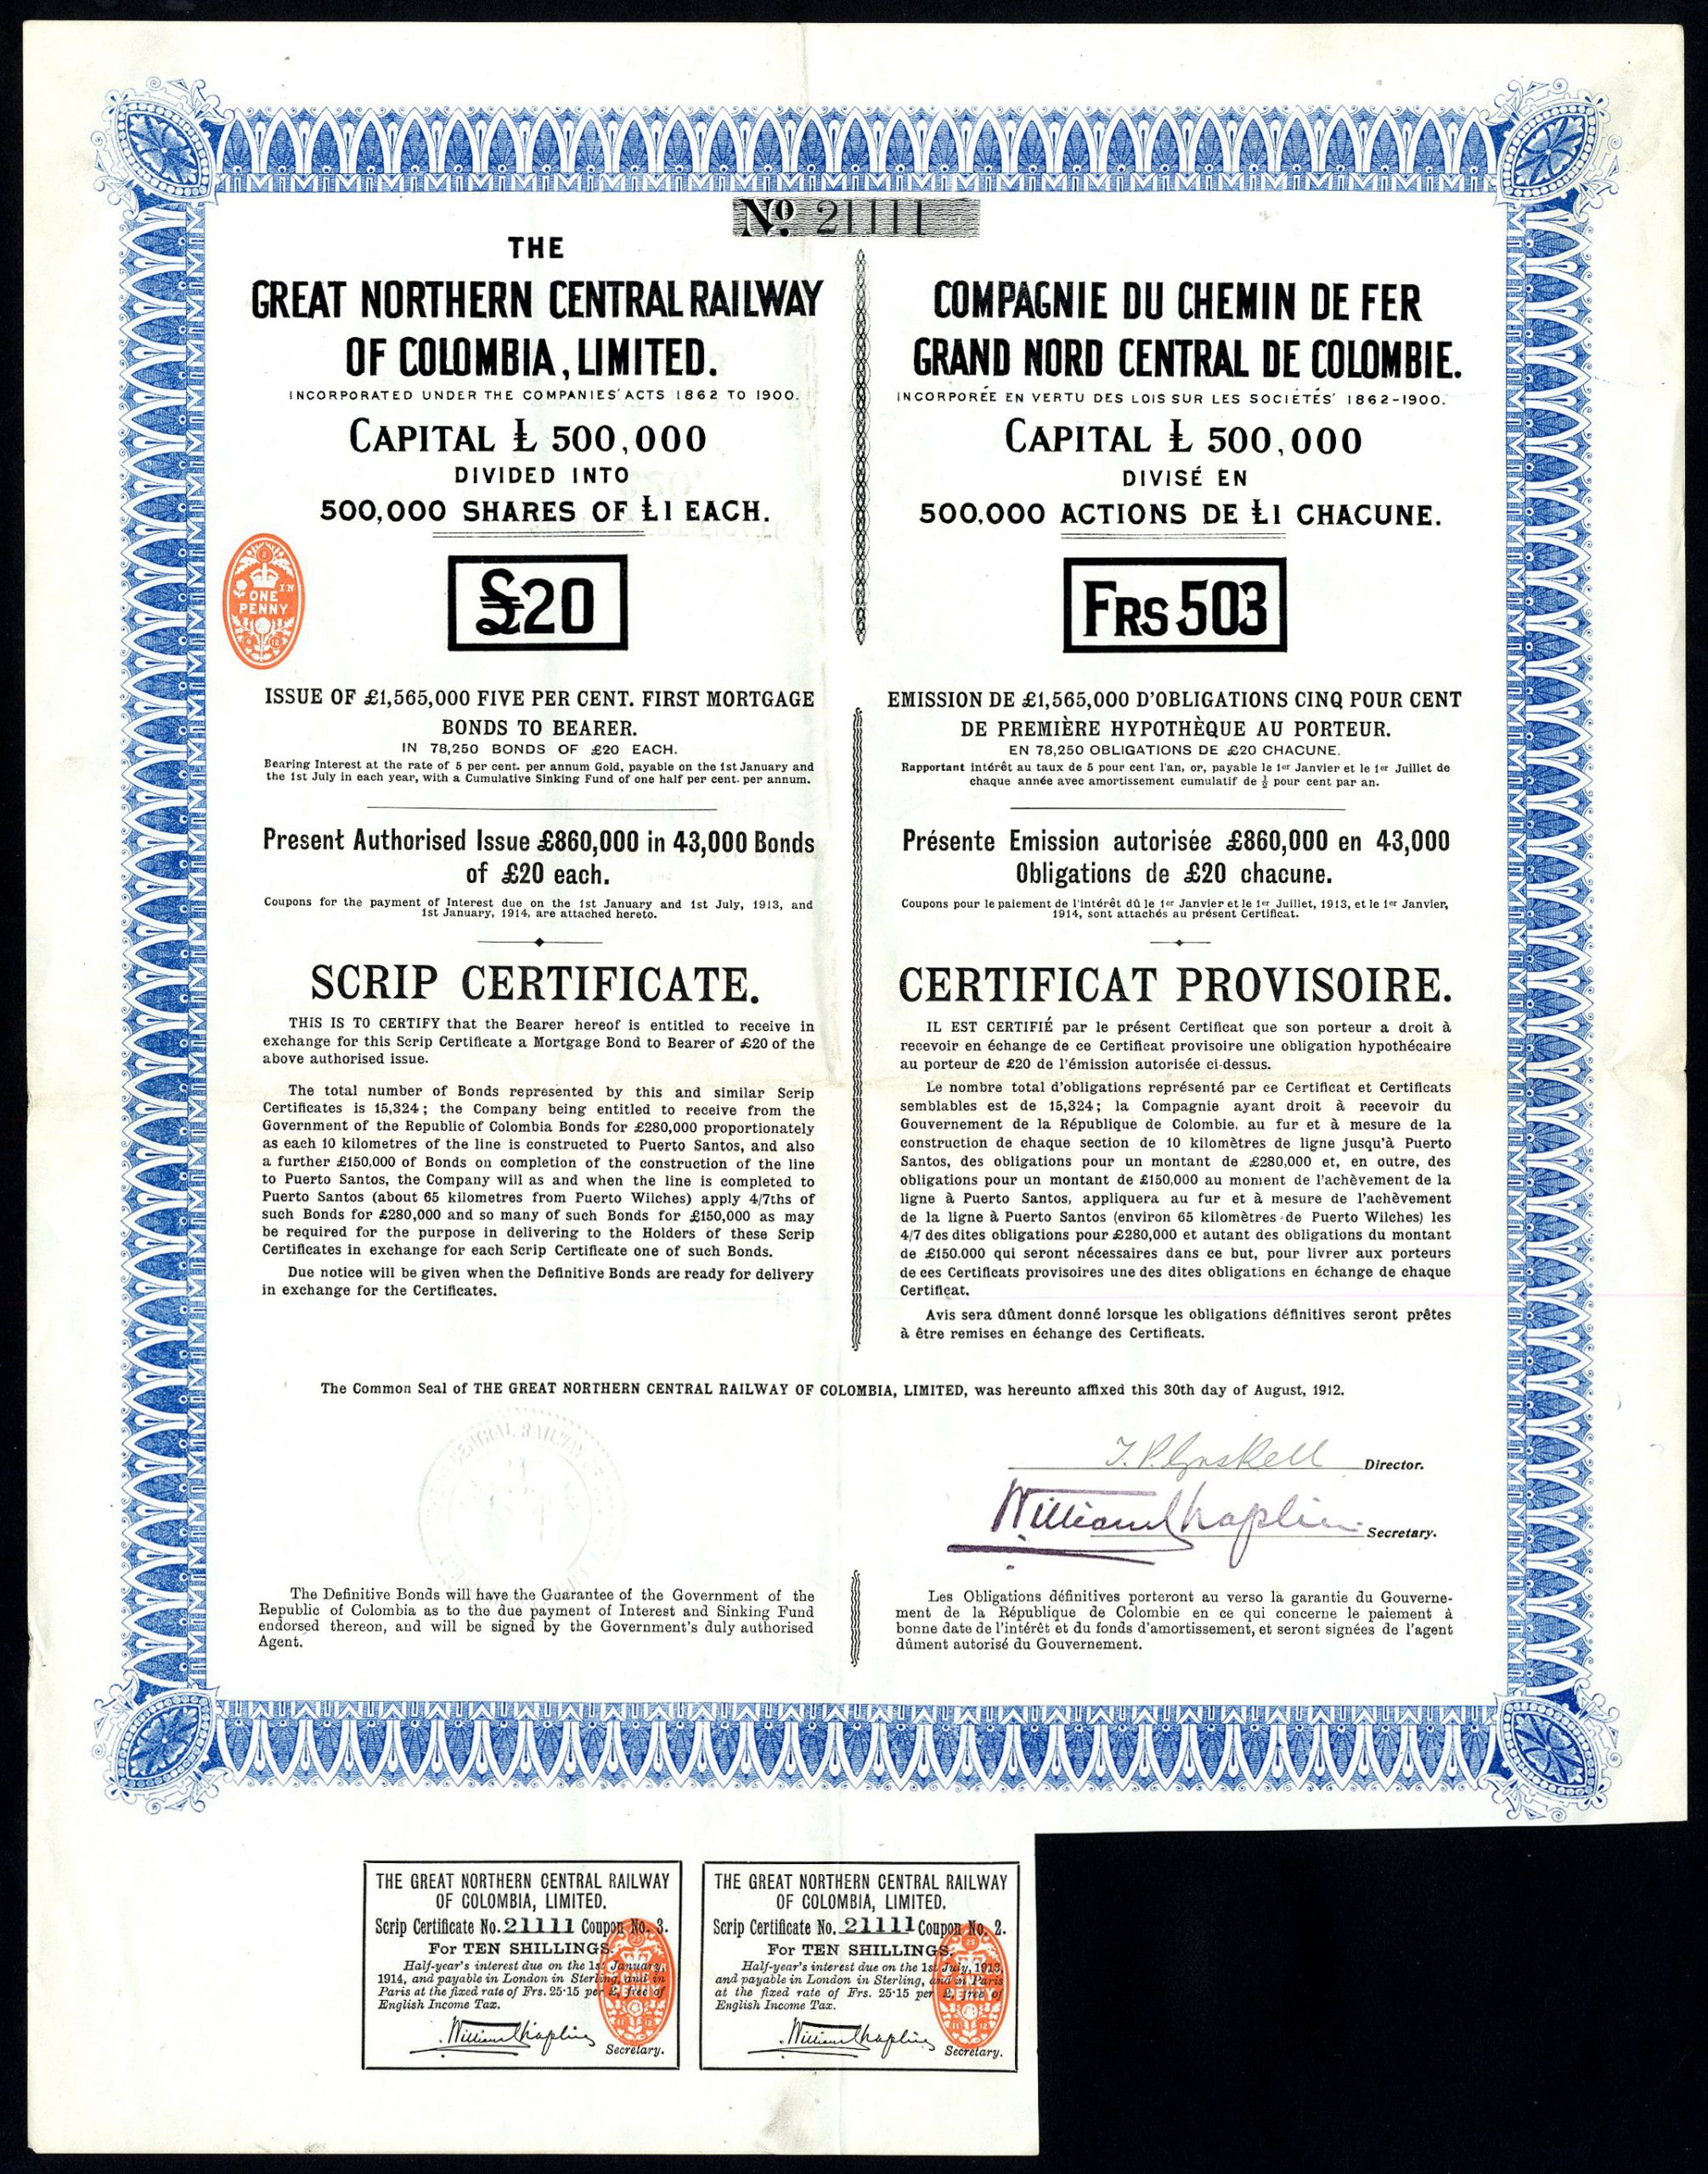 No. 21111
THE
GREAT NORTHERN CENTRAL RAILWAY
OF COLOMBIA, LIMITED.
INCORPORATED UNDER THE COMPANIES' ACTS 1862 TO 1900.
CAPITAL £ 500,000
DIVIDED INTO
500,000 SHARES OF £1 EACH.
ONE
PENNY
£20
ISSUE OF £1,565,000 FIVE PER CENT. FIRST MORTGAGE
BONDS TO BEARER.
IN 78,250 BONDS OF £20 EACH.
Bearing Interest at the rate of 5 per cent. per annum Gold, payable on the 1st January and
the 1st July in each year, with a Cumulative Sinking Fund of one half per cent. per annum.
Present Authorised Issue £860,000 in 43,000 Bonds
of £20 each.
Coupons for the payment of Interest due on the 1st January and 1st July, 1913, and
1st January, 1914, are attached hereto.
SCRIP CERTIFICATE.
THIS IS TO CERTIFY that the Bearer hereof is entitled to receive in
exchange for this Scrip Certificate a Mortgage Bond to Bearer of £20 of the
above authorised issue.
The total number of Bonds represented by this and similar Scrip
Certificates is 15,324; the Company being entitled to receive from the
Government of the Republic of Colombia Bonds for £280,000 proportionately
as each 10 kilometres of the line is constructed to Puerto Santos, and also
a further £150,000 of Bonds on completion of the construction of the line
to Puerto Santos, the Company will as and when the line is completed to
Puerto Santos (about 65 kilometres from Puerto Wilches) apply 4/7ths of
such Bonds for £280,000 and so many of such Bonds for £150,000 as may
be required for the purpose in delivering to the Holders of these Scrip
Certificates in exchange for each Scrip Certificate one of such Bonds.
Due notice will be given when the Definitive Bonds are ready for delivery
in exchange for the Certificates.
COMPAGNIE DU CHEMIN DE FER
GRAND NORD CENTRAL DE COLOMBIE.
INCORPORÉE EN VERTU DES LOIS SUR LES SOCIÉTÉS' 1862-1900.
CAPITAL £ 500,000
DIVISÉ EN
500,000 ACTIONS DE £1 CHACUNE.
FRS 503
EMISSION DE £1,565,000 D'OBLIGATIONS CINQ POUR CENT
DE PREMIÈRE HYPOTHÈQUE AU PORTEUR.
EN 78,250 OBLIGATIONS DE £20 CHACUNE.
Rapportant intérêt au taux de 5 pour cent l'an, or, payable le 1er Janvier et le 1er Juillet de
chaque année avec amortissement cumulatif de ½ pour cent par an.
Présente Emission autorisée £860,000 en 43,000
Obligations de £20 chacune.
Coupons pour le paiement de l'intérêt dû le 1er Janvier et le 1er Juillet, 1913, et le 1er Janvier,
1914, sont attachés au présent Certificat.
CERTIFICAT PROVISOIRE.
IL EST CERTIFIÉ par le présent Certificat que son porteur a droit à
recevoir en échange de ce Certificat provisoire une obligation hypothécaire
au porteur de £20 de l'émission autorisée ci-dessus.
Le nombre total d'obligations représenté par ce Certificat et Certificats
semblables est de 15,324; la Compagnie ayant droit à recevoir du
Gouvernement de la République de Colombie, au fur et à mesure de la
construction de chaque section de 10 kilomètres de ligne jusqu'à Puerto
Santos, des obligations pour un montant de £280,000 et, en outre, des
obligations pour un montant de £150,000 au moment de l'achèvement de la
ligne à Puerto Santos, appliquera au fur et à mesure de l'achèvement
de la ligne à Puerto Santos (environ 65 kilomètres de Puerto Wilches) les
4/7 des dites obligations pour £280,000 et autant des obligations du montant
de £150.000 qui seront nécessaires dans ce but, pour livrer aux porteurs
de ces Certificats provisoires une des dites obligations en échange de chaque
Certificat.
Avis sera dûment donné lorsque les obligations définitives seront prêtes
à être remises en échange des Certificats.
The Common Seal of THE GREAT NORTHERN CENTRAL RAILWAY OF COLOMBIA, LIMITED, was hereunto affixed this 30th day of August, 1912.
CENTRAL RAILWAY
Gaskell Director.
William Chaplin Secretary.
The Definitive Bonds will have the Guarantee of the Government of the
Republic of Colombia as to the due payment of Interest and Sinking Fund
endorsed thereon, and will be signed by the Government's duly authorised
Agent.
Les Obligations définitives porteront au verso la garantie du Gouverne-
ment de la République de Colombie en ce qui concerne le paiement à
bonne date de l'intérêt et du fonds d'amortissement, et seront signées de l'agent
dûment autorisé du Gouvernement.
THE GREAT NORTHERN CENTRAL RAILWAY
OF COLOMBIA, LIMITED.
Scrip Certificate No. 21111 Coupon No. 3.
For TEN SHILLINGS.
Half-year's interest due on the 1st January,
1914, and payable in London in Sterling, and in
Paris at the fixed rate of Frs. 25·15 per £, free of
English Income Tax.
William Chaplin
Secretary.
THE GREAT NORTHERN CENTRAL RAILWAY
OF COLOMBIA, LIMITED.
Scrip Certificate No. 21111 Coupon No. 2.
For TEN SHILLINGS.
Half-year's interest due on the 1st July, 1913,
and payable in London in Sterling, and in Paris
at the fixed rate of Frs. 25·15 per £, free of
English Income Tax.
William Chaplin
Secretary.